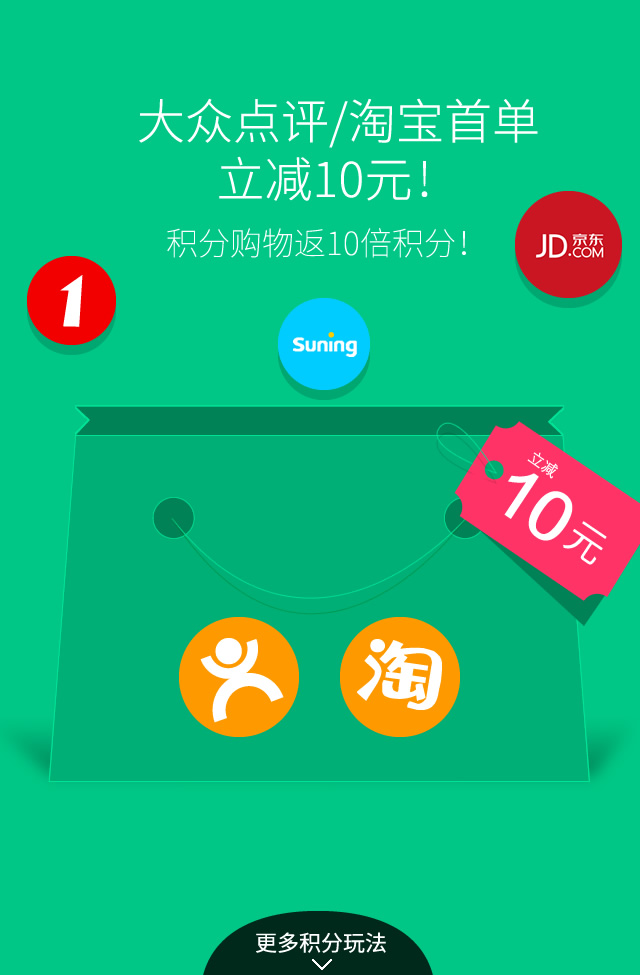 大众点评/淘宝首单
立减10元！
积分购物返10倍积分！
JD.京东
.COM
1
Suning
立减
10元
淘
更多积分玩法